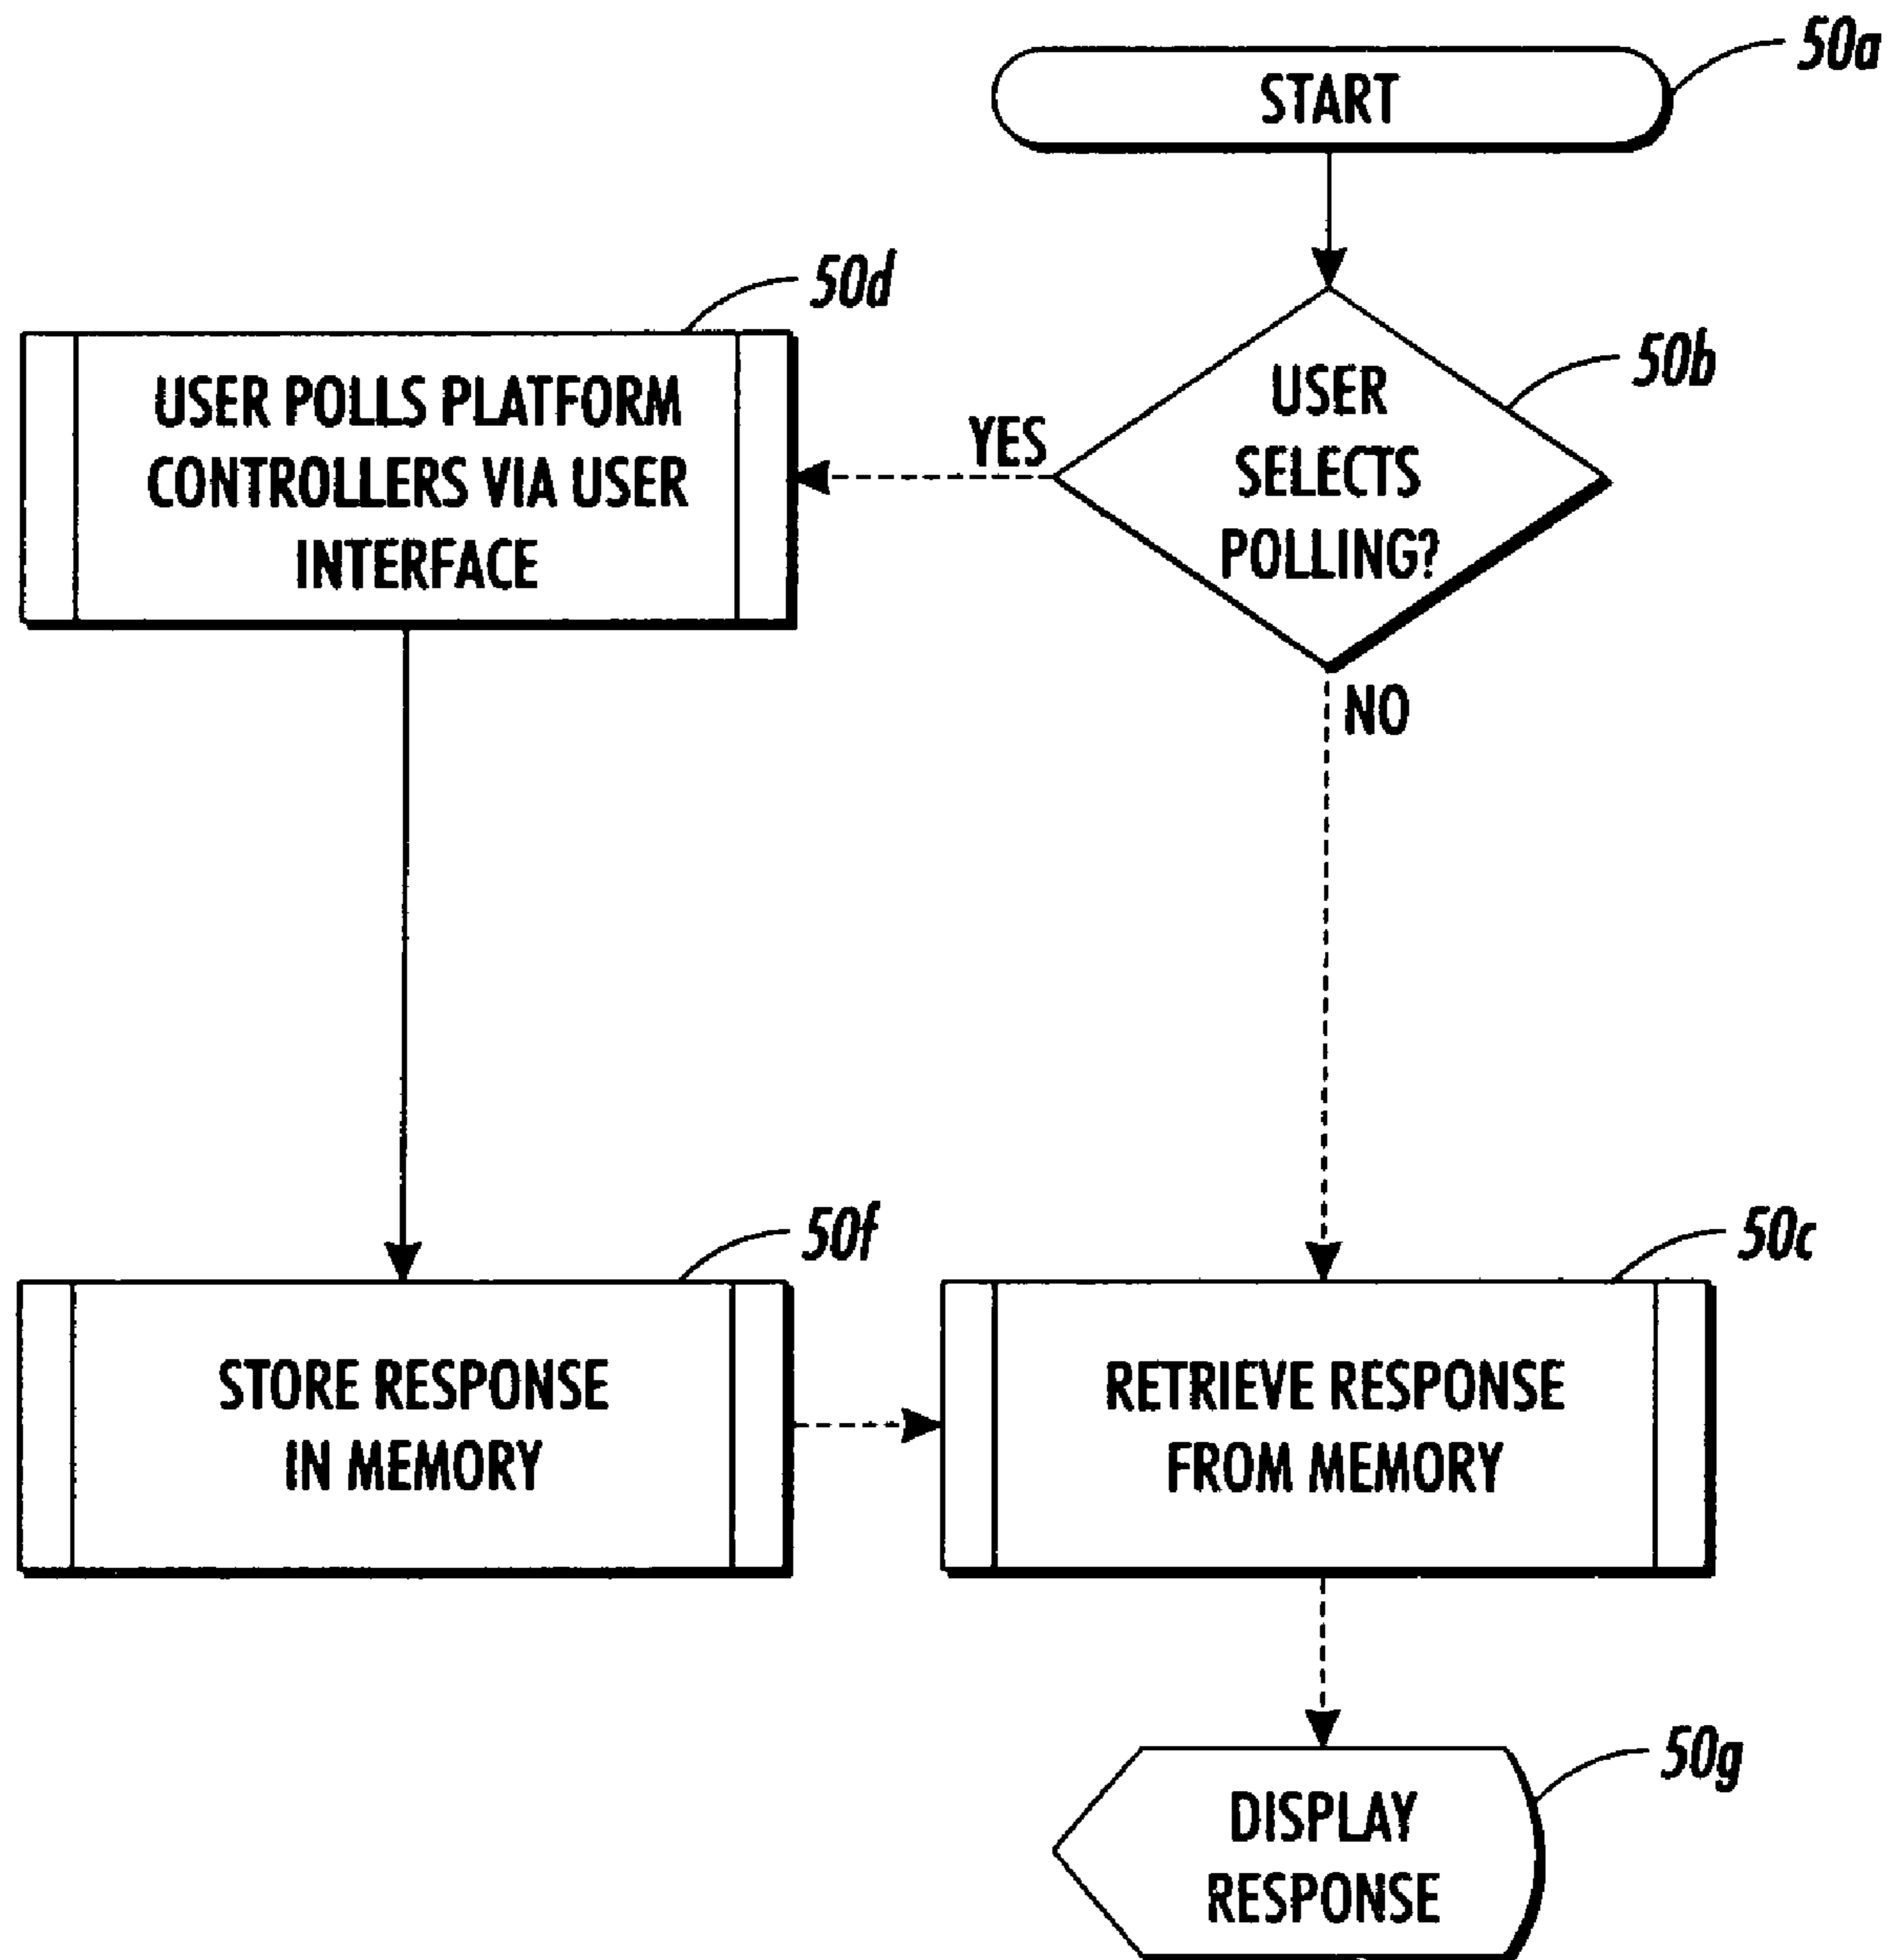 50a
START
50d
USER POLLS PLATFORM
CONTROLLERS VIA USER
INTERFACE
YES
50b
USER
SELECTS
POLLING?
NO
50f
STORE RESPONSE
IN MEMORY
50c
RETRIEVE RESPONSE
FROM MEMORY
50g
DISPLAY
RESPONSE